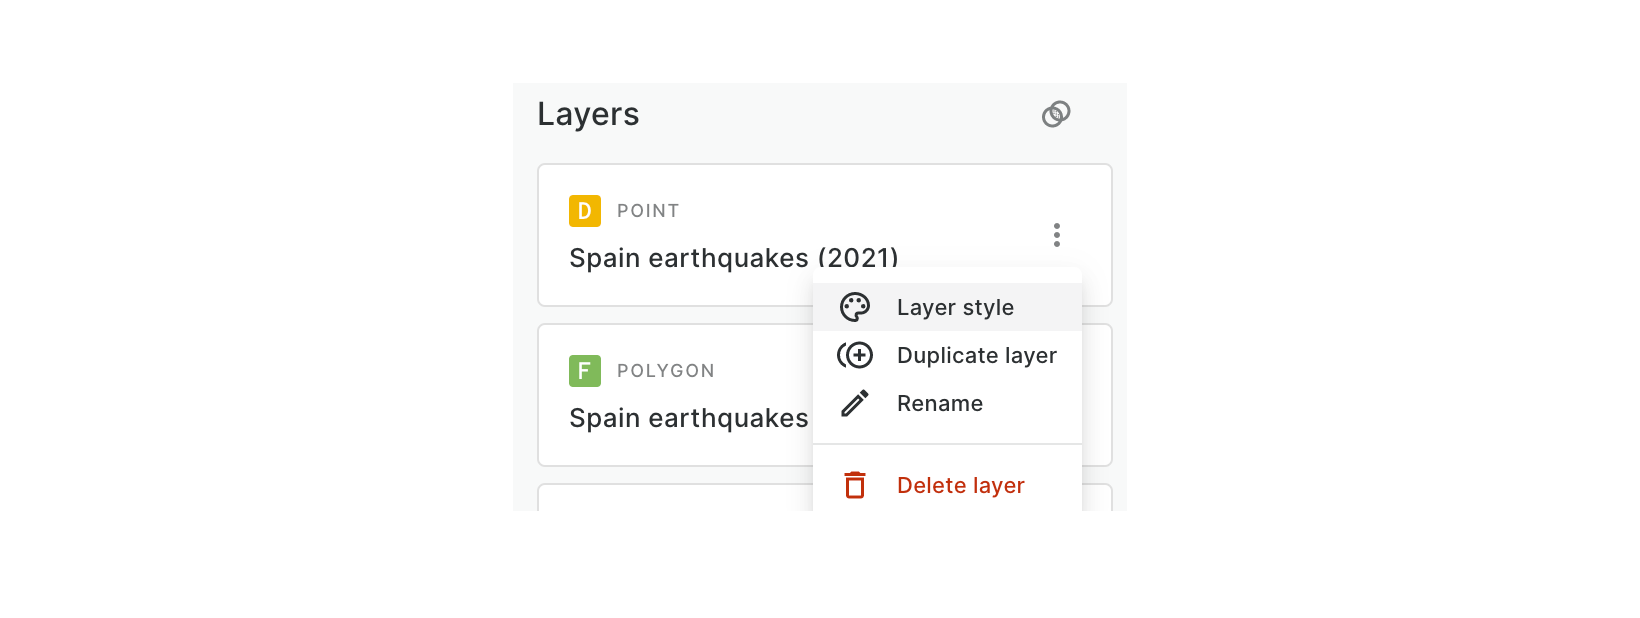 Layers
D POINT
Spain earthquakes (2021)
F POLYGON
Spain earthquakes
Layer style
Duplicate layer
Rename
Delete layer